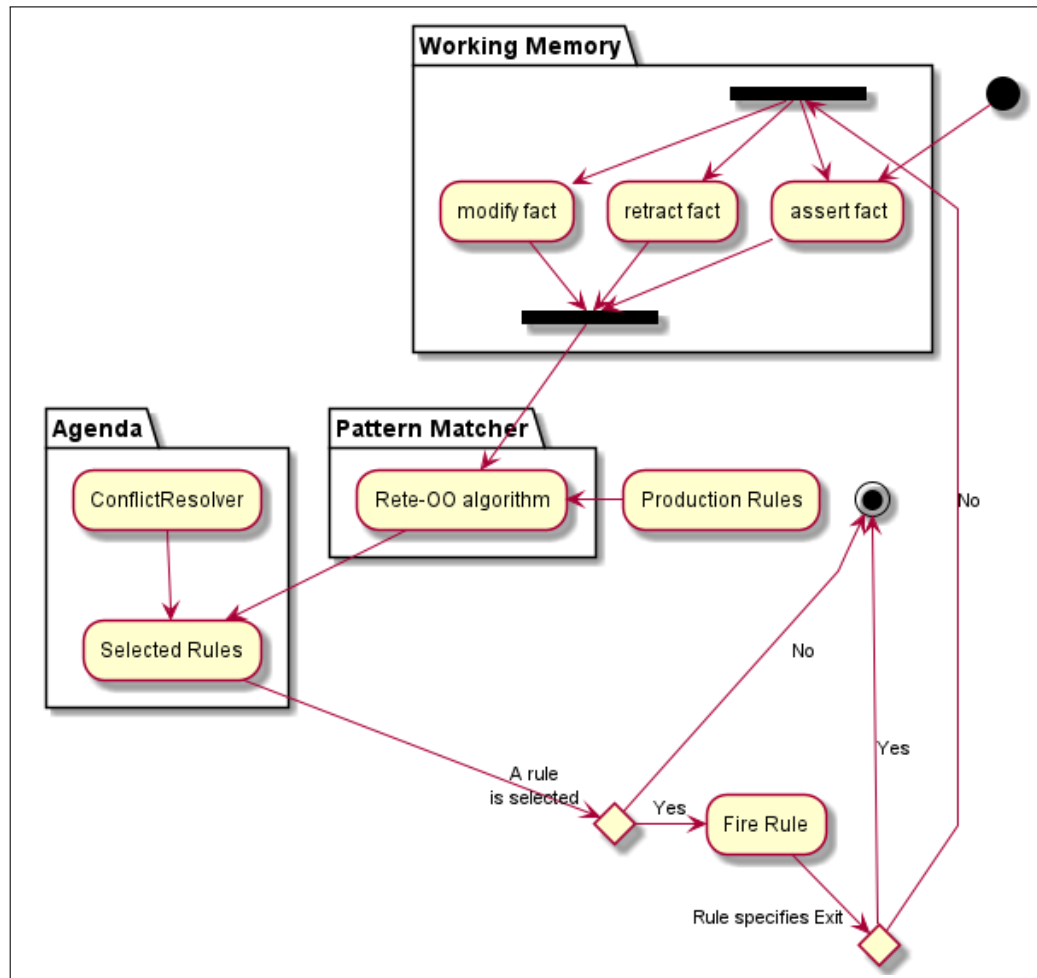 Working Memory
modify fact
retract fact
assert fact
Agenda
Pattern Matcher
ConflictResolver
Rete-OO algorithm
Production Rules
No
Selected Rules
No
Yes
A rule
is selected
Yes
Fire Rule
Rule specifies Exit